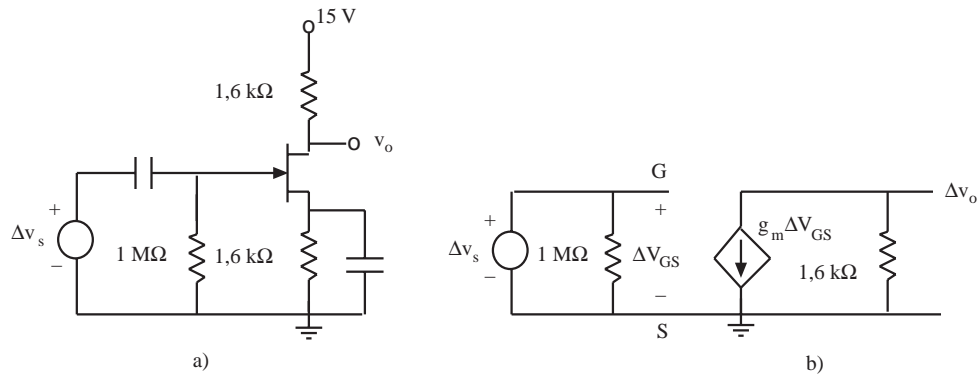 15 V
1,6 kΩ
v_o
+
Δv_s
−
1 MΩ
1,6 kΩ
a)
G
+
Δv_s
−
1 MΩ
+
ΔV_GS
−
S
g_m ΔV_GS
1,6 kΩ
Δv_o
b)